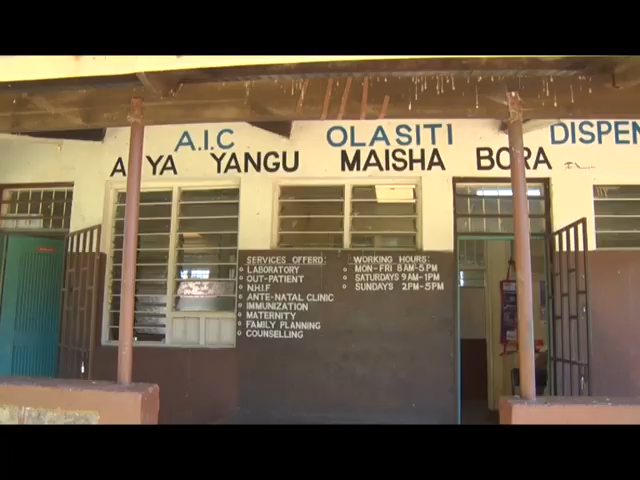 A.I.C OLASITI DISPEN
A YA YANGU MAISHA BORA
SERVICES OFFERD:
LABORATORY
OUT-PATIENT
N.H.I.F
ANTE-NATAL CLINIC
IMMUNIZATION
MATERNITY
FAMILY PLANNING
COUNSELLING
WORKING HOURS:
MON-FRI 8AM-5PM
SATURDAYS 9AM-1PM
SUNDAYS 2PM-5PM